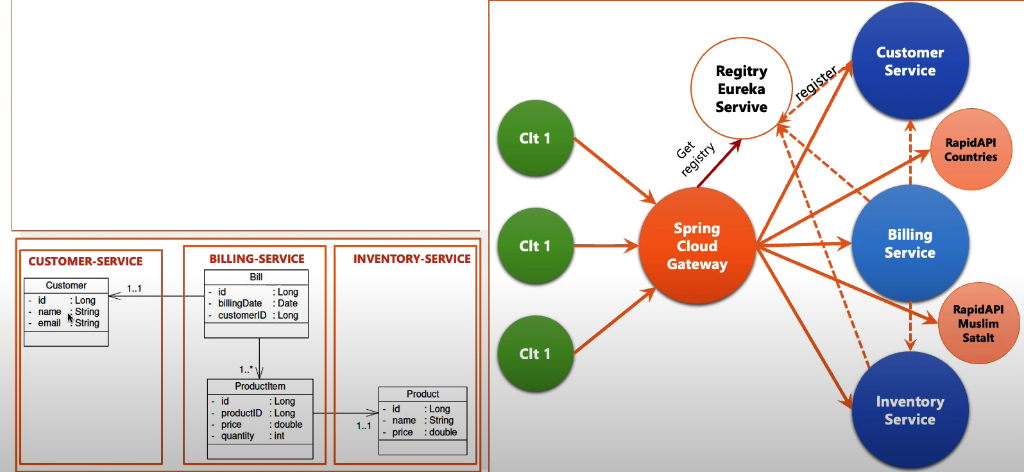 CUSTOMER-SERVICE
Customer
- id : Long
- name : String
- email : String
1..1
BILLING-SERVICE
Bill
- id : Long
- billingDate : Date
- customerID : Long
1..*
ProductItem
- id : Long
- productID : Long
- price : double
- quantity : int
INVENTORY-SERVICE
1..1
Product
- id : Long
- name : String
- price : double
Clt 1
Clt 1
Clt 1
Spring
Cloud
Gateway
Get
registry
Regitry
Eureka
Servive
register
Customer
Service
RapidAPI
Countries
Billing
Service
RapidAPI
Muslim
Satalt
Inventory
Service